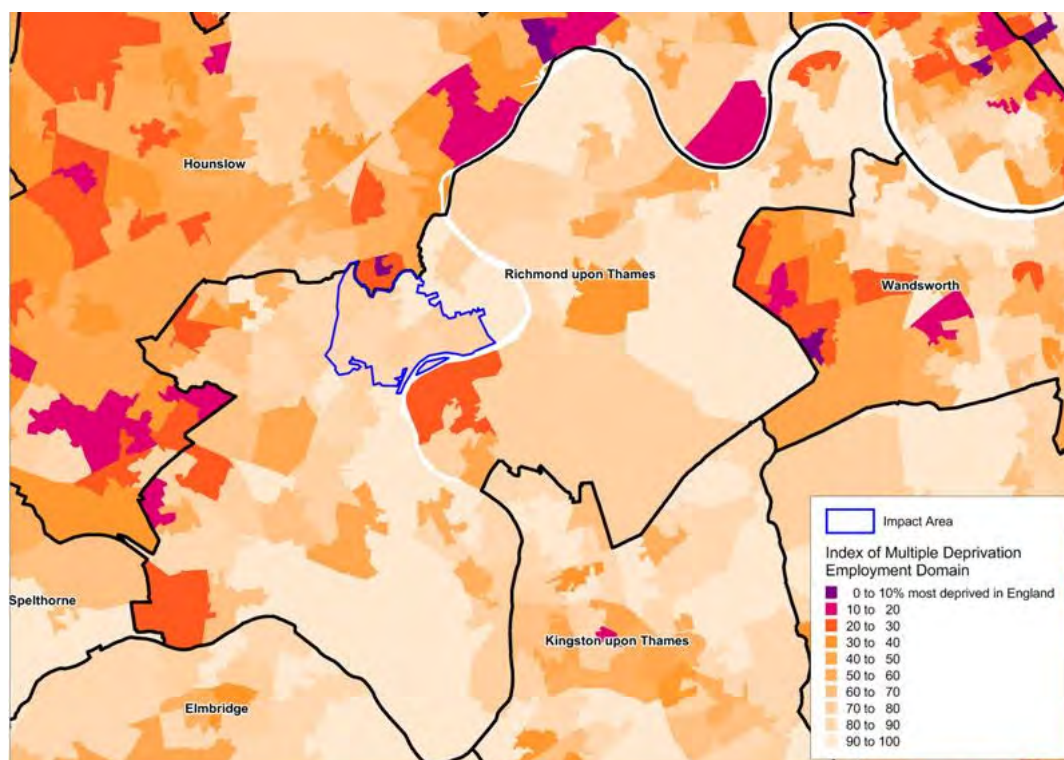 Hounslow
Richmond upon Thames
Wandsworth
Spelthorne
Kingston upon Thames
Elmbridge
Impact Area
Index of Multiple Deprivation
Employment Domain
0 to 10% most deprived in England
10 to 20
20 to 30
30 to 40
40 to 50
50 to 60
60 to 70
70 to 80
80 to 90
90 to 100